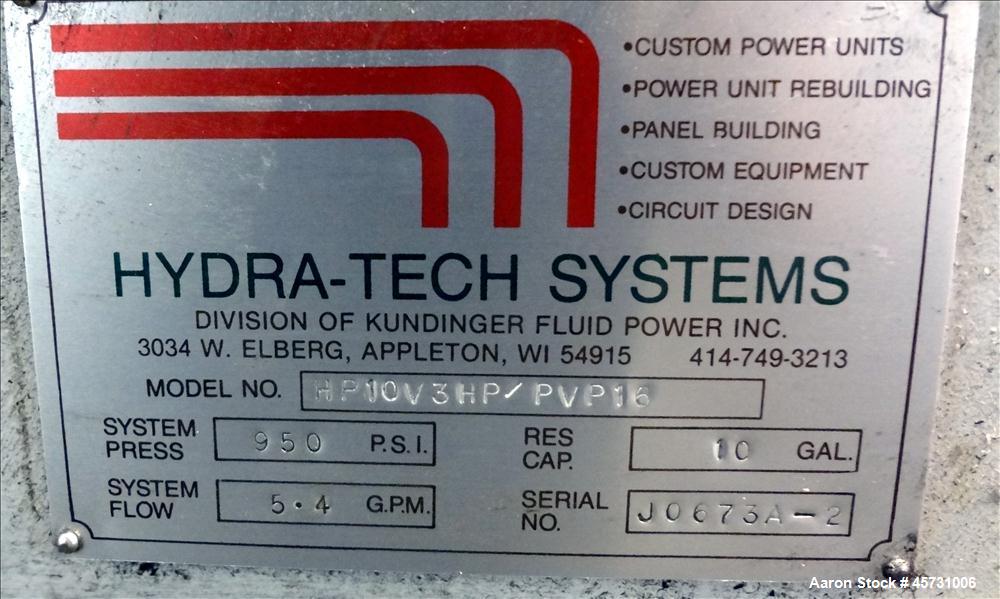 •CUSTOM POWER UNITS
•POWER UNIT REBUILDING
•PANEL BUILDING
•CUSTOM EQUIPMENT
•CIRCUIT DESIGN
HYDRA-TECH SYSTEMS
DIVISION OF KUNDINGER FLUID POWER INC.
3034 W. ELBERG, APPLETON, WI 54915 414-749-3213
MODEL NO. HP10V3HP/PVP16
SYSTEM PRESS 950 P.S.I.
RES CAP. 10 GAL.
SYSTEM FLOW 5.4 G.P.M.
SERIAL NO. J0673A-2
Aaron Stock # 45731006